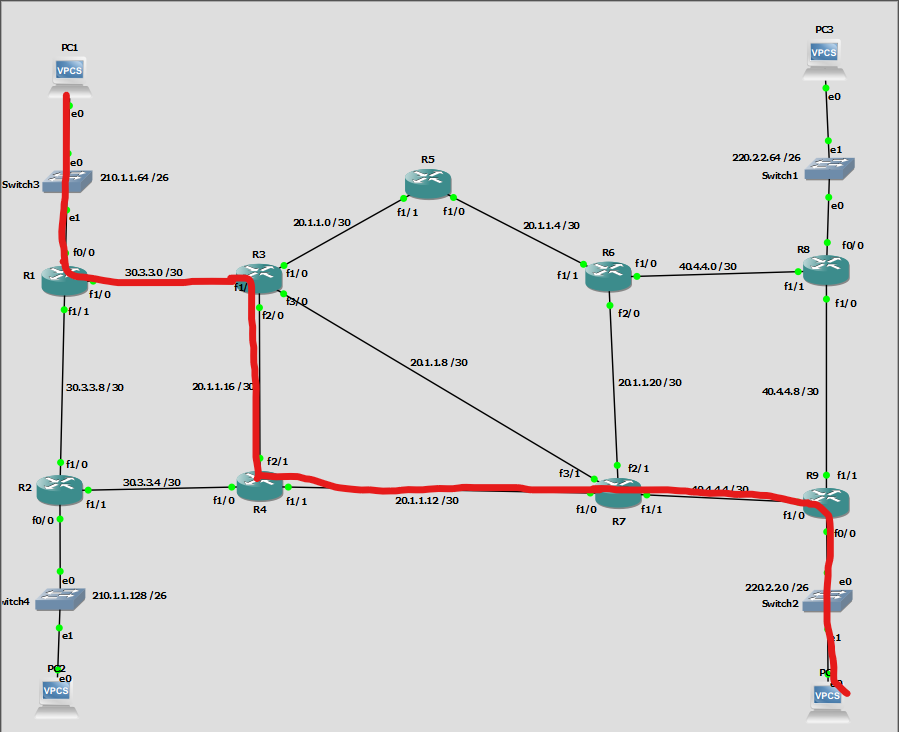 PC1
VPCS
e0
e0
Switch3
210.1.1.64 /26
e1
f0/0
R1
f1/0
f1/1
30.3.3.0 /30
R3
f1/0
f3/0
f2/0
20.1.1.0 /30
R5
f1/1
f1/0
20.1.1.4 /30
R6
f1/1
f1/0
f2/0
40.4.4.0 /30
PC3
VPCS
e0
e1
220.2.2.64 /26
Switch1
e0
R8
f0/0
f1/1
f1/0
30.3.3.8 /30
20.1.1.16 /30
20.1.1.8 /30
20.1.1.20 /30
40.4.4.8 /30
R2
f1/0
f1/1
f0/0
30.3.3.4 /30
f2/1
f1/0
R4
f1/1
20.1.1.12 /30
f3/1
f2/1
f1/0
R7
f1/1
40.4.4.4 /30
R9
f1/1
f1/0
f0/0
e0
witch4
210.1.1.128 /26
e1
PC2
e0
VPCS
220.2.2.0 /26
e0
Switch2
e1
VPCS